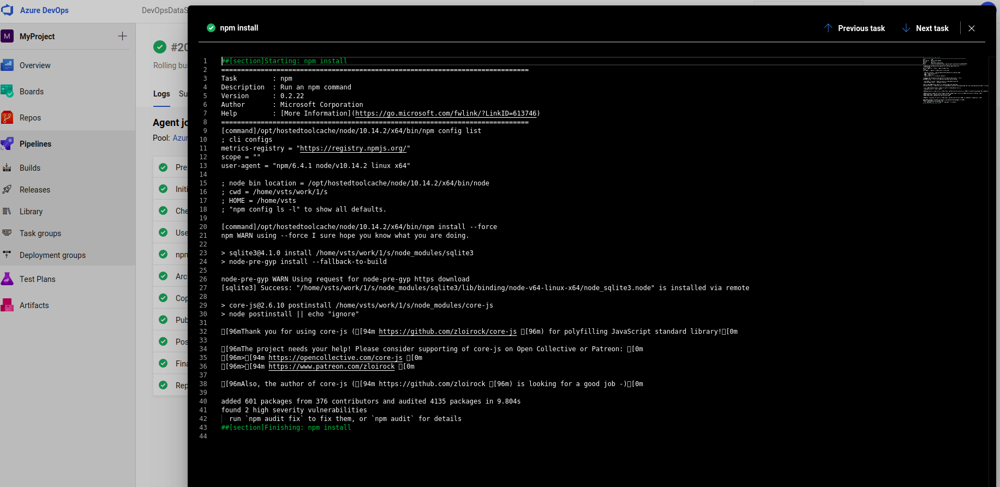 Azure DevOps
DevOpsDataS
M MyProject
Overview
Boards
Repos
Pipelines
Builds
Releases
Library
Task groups
Deployment groups
Test Plans
Artifacts
#20
Rolling bui
Logs Su
Agent jo
Pool: Azur
Pre
Initi
Che
Use
npm
Arc
Cop
Pub
Pos
Fina
Rep
npm install
Previous task
Next task
1 ##[section]Starting: npm install
2 ==============================================================================
3 Task         : npm
4 Description  : Run an npm command
5 Version      : 0.2.22
6 Author       : Microsoft Corporation
7 Help         : [More Information](https://go.microsoft.com/fwlink/?LinkID=613746)
8 ==============================================================================
9 [command]/opt/hostedtoolcache/node/10.14.2/x64/bin/npm config list
10 ; cli configs
11 metrics-registry = "https://registry.npmjs.org/"
12 scope = ""
13 user-agent = "npm/6.4.1 node/v10.14.2 linux x64"
14
15 ; node bin location = /opt/hostedtoolcache/node/10.14.2/x64/bin/node
16 ; cwd = /home/vsts/work/1/s
17 ; HOME = /home/vsts
18 ; "npm config ls -l" to show all defaults.
19
20 [command]/opt/hostedtoolcache/node/10.14.2/x64/bin/npm install --force
21 npm WARN using --force I sure hope you know what you are doing.
22
23 > sqlite3@4.1.0 install /home/vsts/work/1/s/node_modules/sqlite3
24 > node-pre-gyp install --fallback-to-build
25
26 node-pre-gyp WARN Using request for node-pre-gyp https download
27 [sqlite3] Success: "/home/vsts/work/1/s/node_modules/sqlite3/lib/binding/node-v64-linux-x64/node_sqlite3.node" is installed via remote
28
29 > core-js@2.6.10 postinstall /home/vsts/work/1/s/node_modules/core-js
30 > node postinstall || echo "ignore"
31
32 □[96mThank you for using core-js (□[94m https://github.com/zloirock/core-js □[96m) for polyfilling JavaScript standard library!□[0m
33
34 □[96mThe project needs your help! Please consider supporting of core-js on Open Collective or Patreon: □[0m
35 □[96m>□[94m https://opencollective.com/core-js □[0m
36 □[96m>□[94m https://www.patreon.com/zloirock □[0m
37
38 □[96mAlso, the author of core-js (□[94m https://github.com/zloirock □[96m) is looking for a good job -)□[0m
39
40 added 601 packages from 376 contributors and audited 4135 packages in 9.804s
41 found 2 high severity vulnerabilities
42   run `npm audit fix` to fix them, or `npm audit` for details
43 ##[section]Finishing: npm install
44